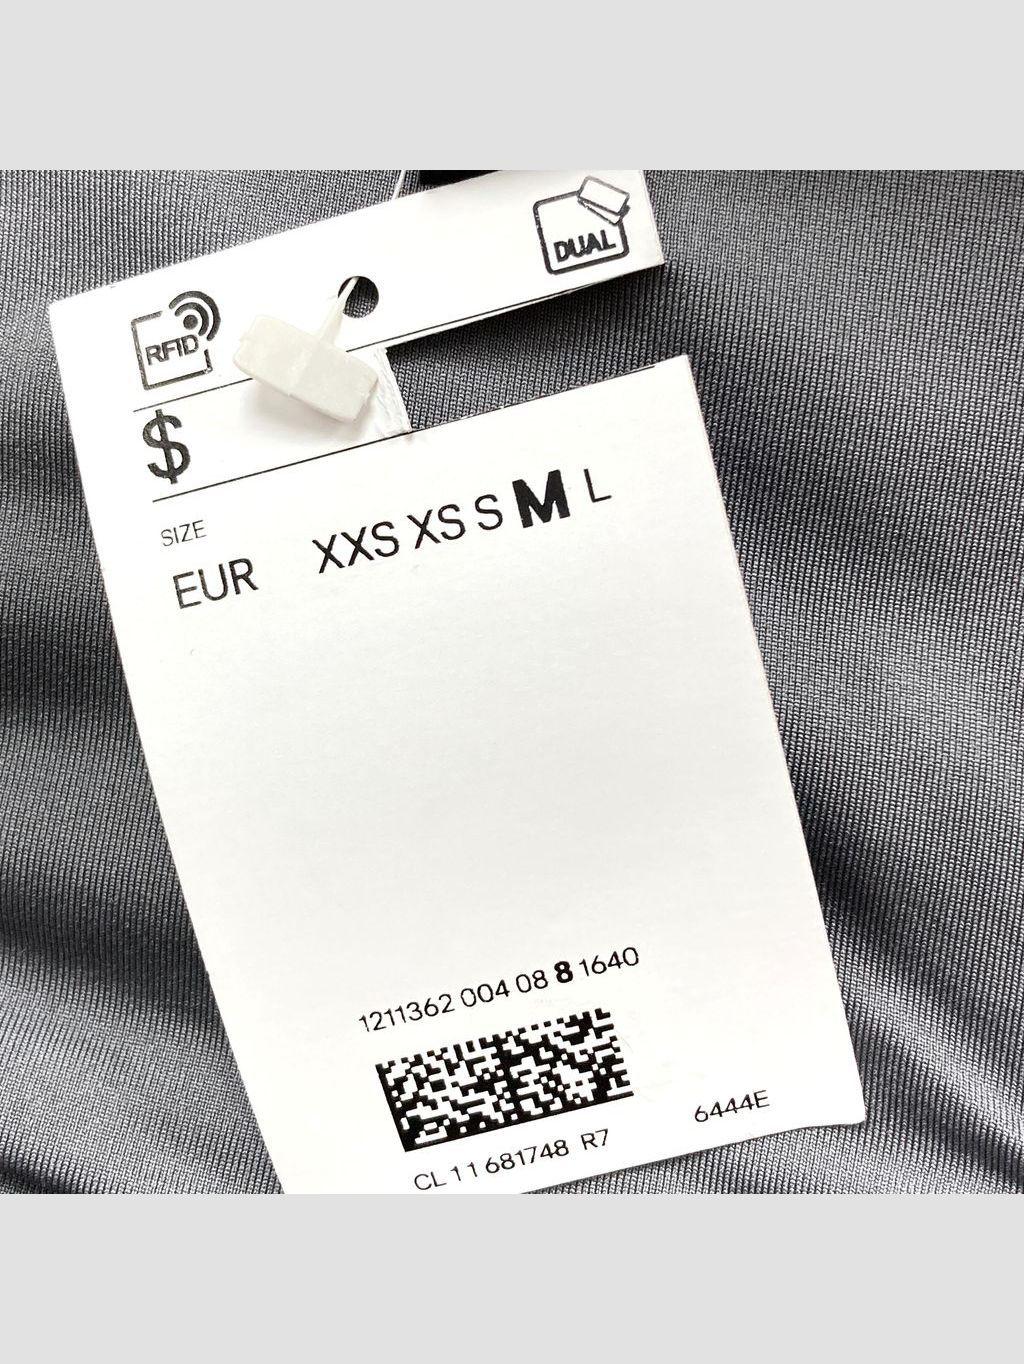 DUAL
RFID
$
SIZE
EUR XXS XS S M L
1211362 004 08 8 1640
6444E
CL 11 681748 R7